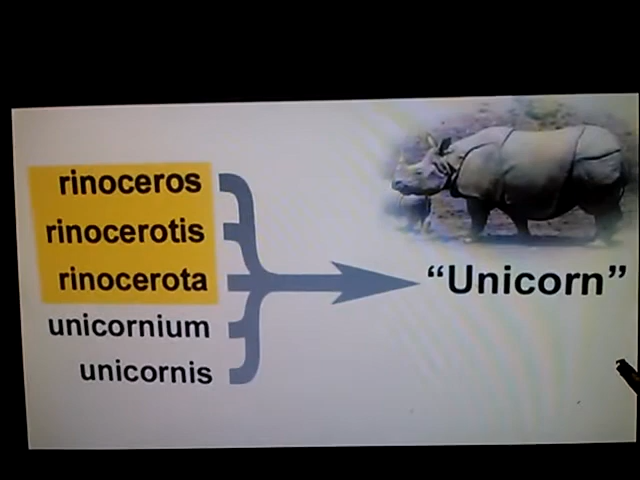 rinoceros
rinocerotis
rinocerota
unicornium
unicornis
“Unicorn”